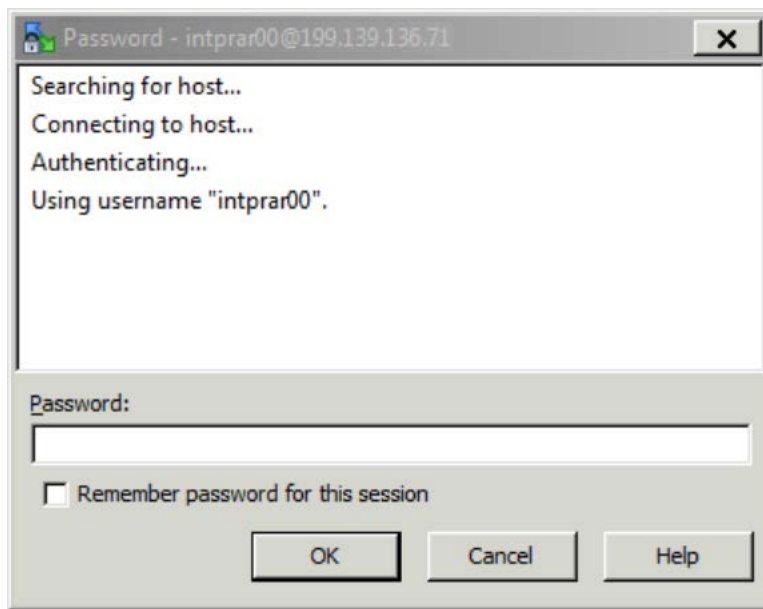 Password - intprar00@199.139.136.71
Searching for host...
Connecting to host...
Authenticating...
Using username "intprar00".
Password:
Remember password for this session
OK
Cancel
Help